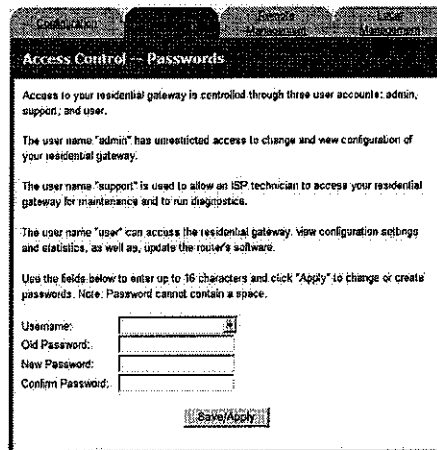 Configuration
Remote
Management
Local
Management
Access Control -- Passwords
Access to your residential gateway is controlled through three user accounts: admin,
support, and user.
The user name "admin" has unrestricted access to change and view configuration of
your residential gateway.
The user name "support" is used to allow an ISP technician to access your residential
gateway for maintenance and to run diagnostics.
The user name "user" can access the residential gateway, view configuration settings
and statistics, as well as, update the router's software.
Use the fields below to enter up to 16 characters and click "Apply" to change or create
passwords. Note: Password cannot contain a space.
Username:
Old Password:
New Password:
Confirm Password:
Save/Apply